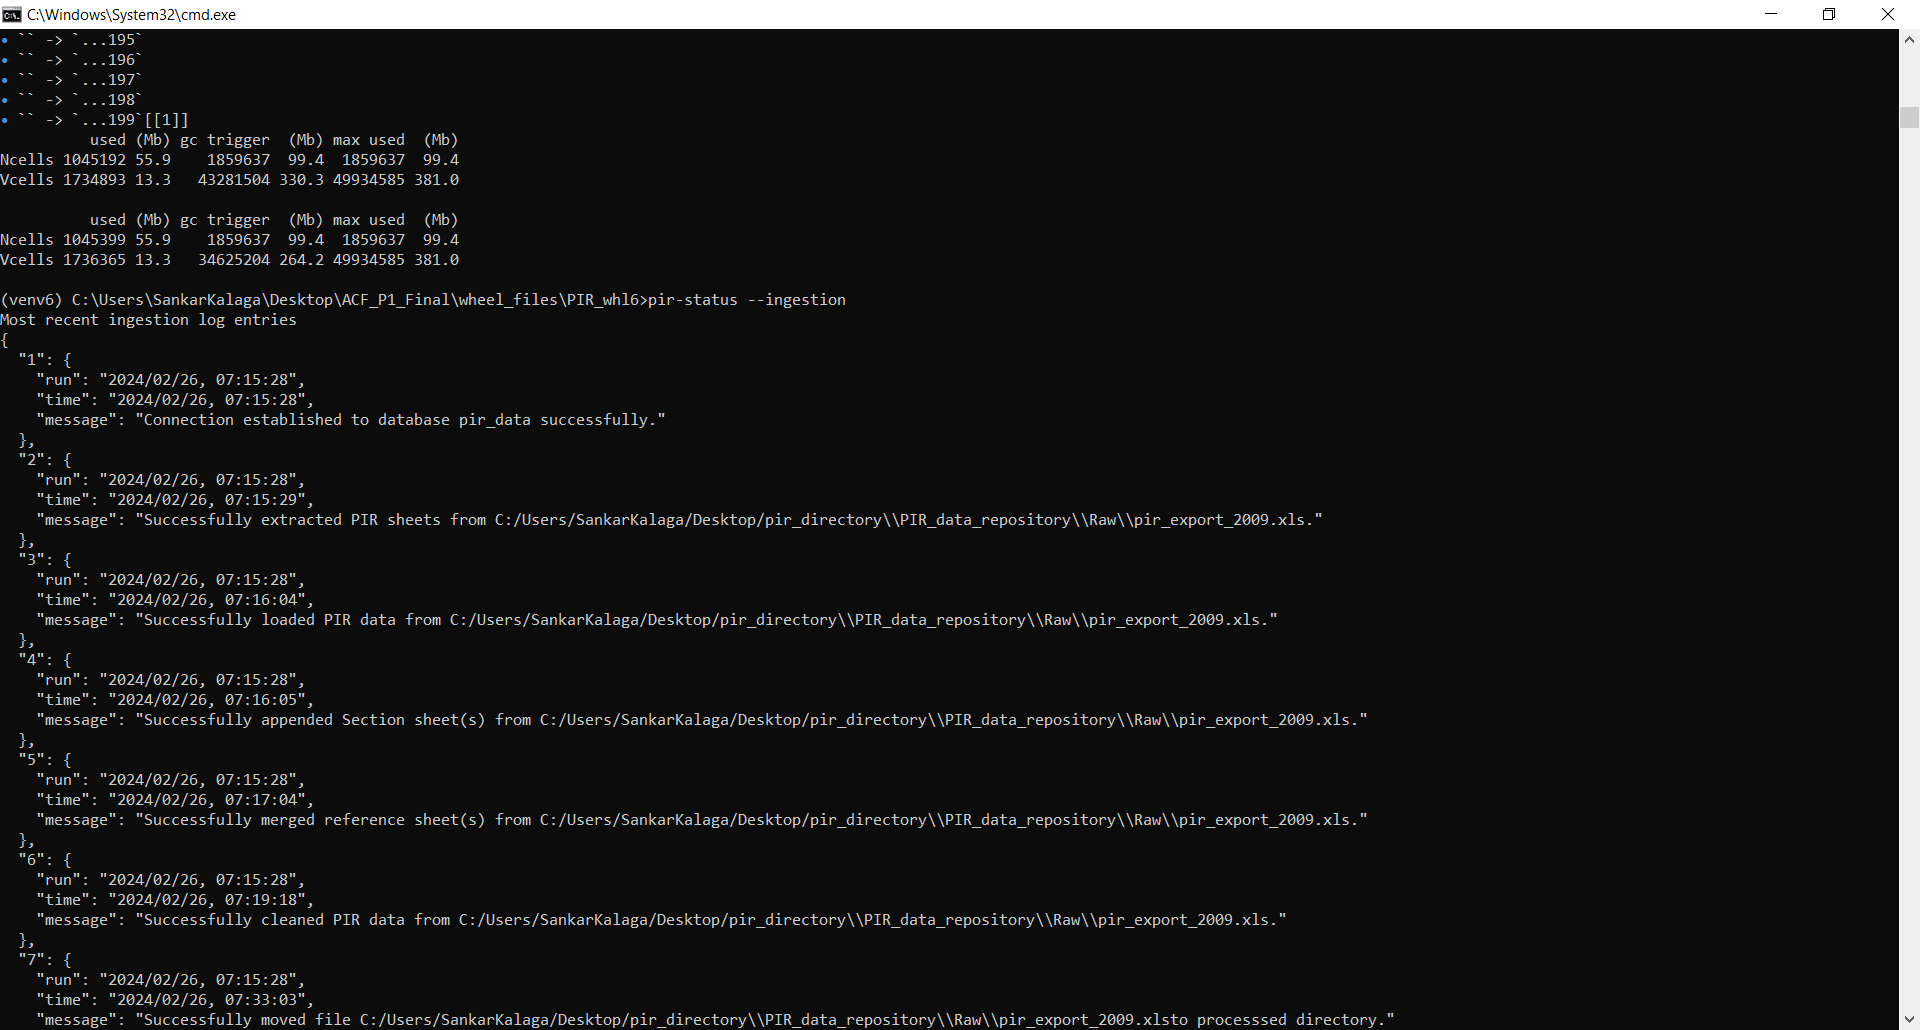 C:\Windows\System32\cmd.exe
• `` -> `...195`
• `` -> `...196`
• `` -> `...197`
• `` -> `...198`
• `` -> `...199`[[1]]
          used (Mb) gc trigger  (Mb) max used  (Mb)
Ncells 1045192 55.9    1859637  99.4  1859637  99.4
Vcells 1734893 13.3   43281504 330.3 49934585 381.0
          used (Mb) gc trigger  (Mb) max used  (Mb)
Ncells 1045399 55.9    1859637  99.4  1859637  99.4
Vcells 1736365 13.3   34625204 264.2 49934585 381.0
(venv6) C:\Users\SankarKalaga\Desktop\ACF_P1_Final\wheel_files\PIR_whl6>pir-status --ingestion
Most recent ingestion log entries
{
  "1": {
    "run": "2024/02/26, 07:15:28",
    "time": "2024/02/26, 07:15:28",
    "message": "Connection established to database pir_data successfully."
  },
  "2": {
    "run": "2024/02/26, 07:15:28",
    "time": "2024/02/26, 07:15:29",
    "message": "Successfully extracted PIR sheets from C:/Users/SankarKalaga/Desktop/pir_directory\\PIR_data_repository\\Raw\\pir_export_2009.xls."
  },
  "3": {
    "run": "2024/02/26, 07:15:28",
    "time": "2024/02/26, 07:16:04",
    "message": "Successfully loaded PIR data from C:/Users/SankarKalaga/Desktop/pir_directory\\PIR_data_repository\\Raw\\pir_export_2009.xls."
  },
  "4": {
    "run": "2024/02/26, 07:15:28",
    "time": "2024/02/26, 07:16:05",
    "message": "Successfully appended Section sheet(s) from C:/Users/SankarKalaga/Desktop/pir_directory\\PIR_data_repository\\Raw\\pir_export_2009.xls."
  },
  "5": {
    "run": "2024/02/26, 07:15:28",
    "time": "2024/02/26, 07:17:04",
    "message": "Successfully merged reference sheet(s) from C:/Users/SankarKalaga/Desktop/pir_directory\\PIR_data_repository\\Raw\\pir_export_2009.xls."
  },
  "6": {
    "run": "2024/02/26, 07:15:28",
    "time": "2024/02/26, 07:19:18",
    "message": "Successfully cleaned PIR data from C:/Users/SankarKalaga/Desktop/pir_directory\\PIR_data_repository\\Raw\\pir_export_2009.xls."
  },
  "7": {
    "run": "2024/02/26, 07:15:28",
    "time": "2024/02/26, 07:33:03",
    "message": "Successfully moved file C:/Users/SankarKalaga/Desktop/pir_directory\\PIR_data_repository\\Raw\\pir_export_2009.xlsto processsed directory."